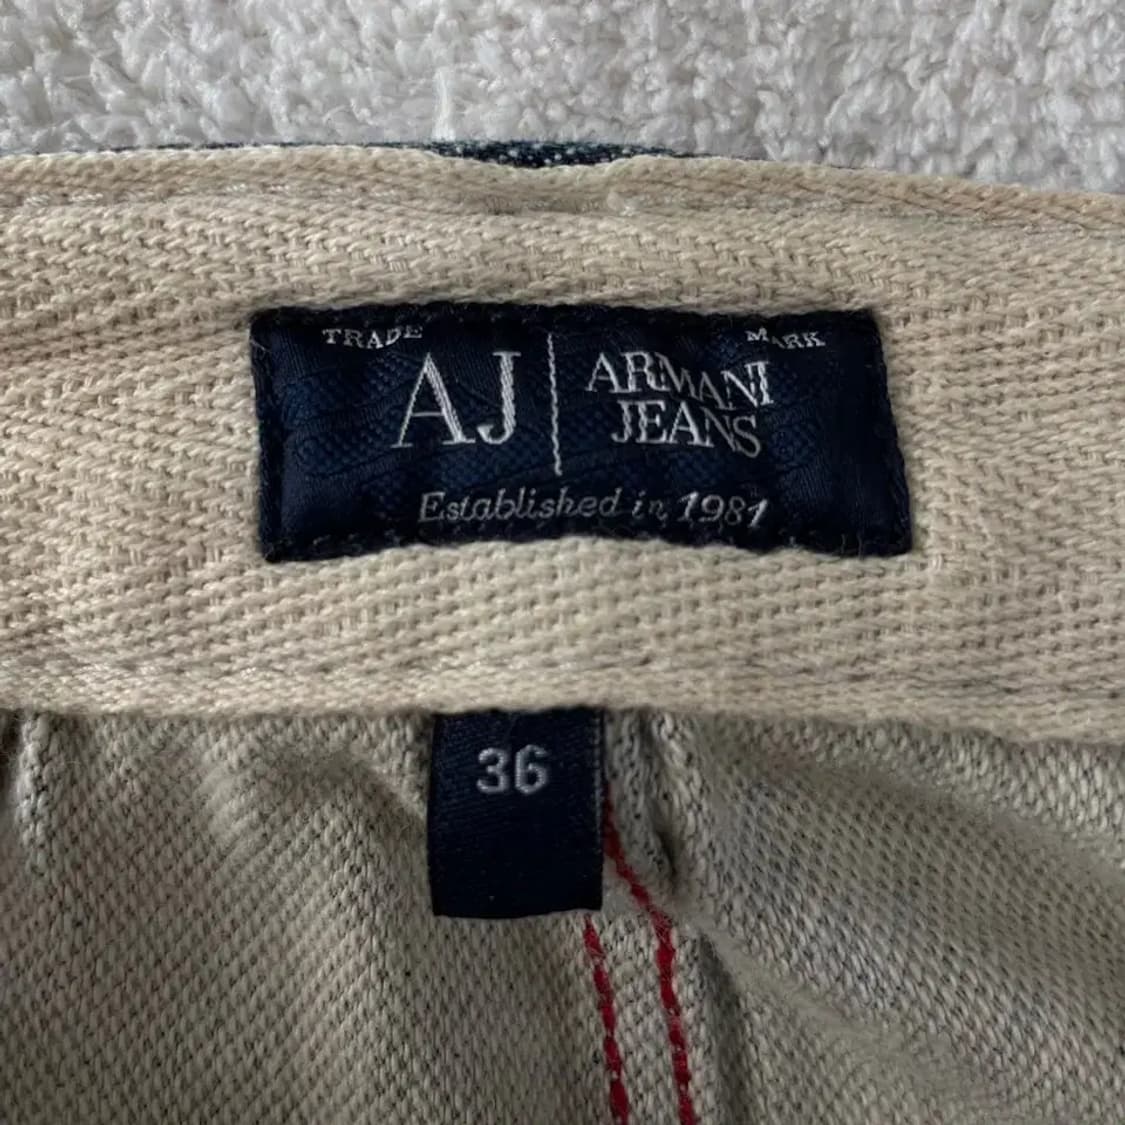 TRADE MARK
AJ ARMANI
JEANS
Established in 1981
36